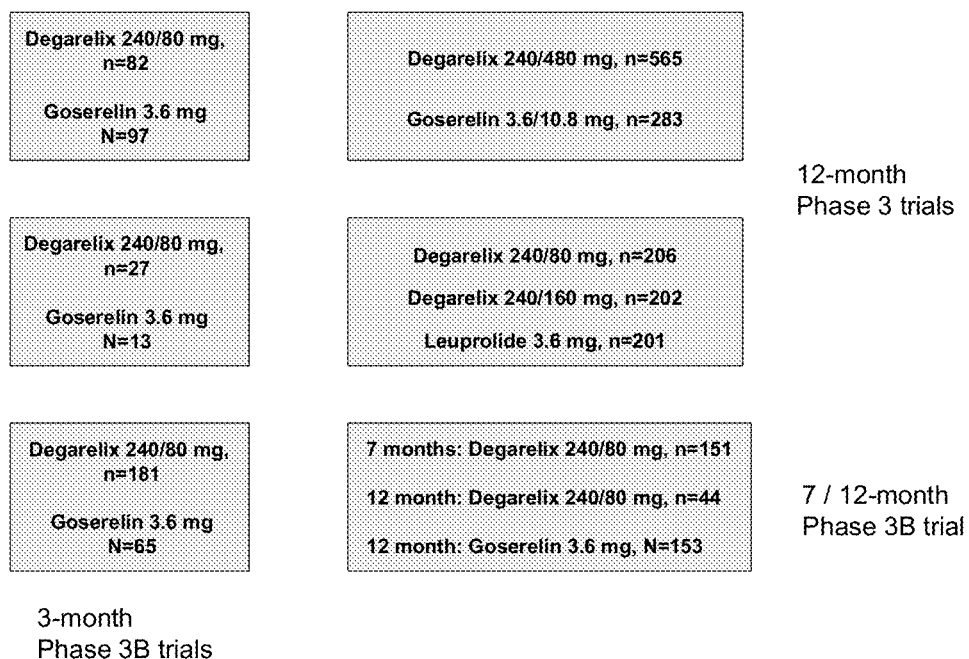 Degarelix 240/80 mg,
n=82
Goserelin 3.6 mg
N=97
Degarelix 240/480 mg, n=565
Goserelin 3.6/10.8 mg, n=283
12-month
Phase 3 trials
Degarelix 240/80 mg,
n=27
Goserelin 3.6 mg
N=13
Degarelix 240/80 mg, n=206
Degarelix 240/160 mg, n=202
Leuprolide 3.6 mg, n=201
Degarelix 240/80 mg,
n=181
Goserelin 3.6 mg
N=65
7 months: Degarelix 240/80 mg, n=151
12 month: Degarelix 240/80 mg, n=44
12 month: Goserelin 3.6 mg, N=153
7 / 12-month
Phase 3B trial
3-month
Phase 3B trials